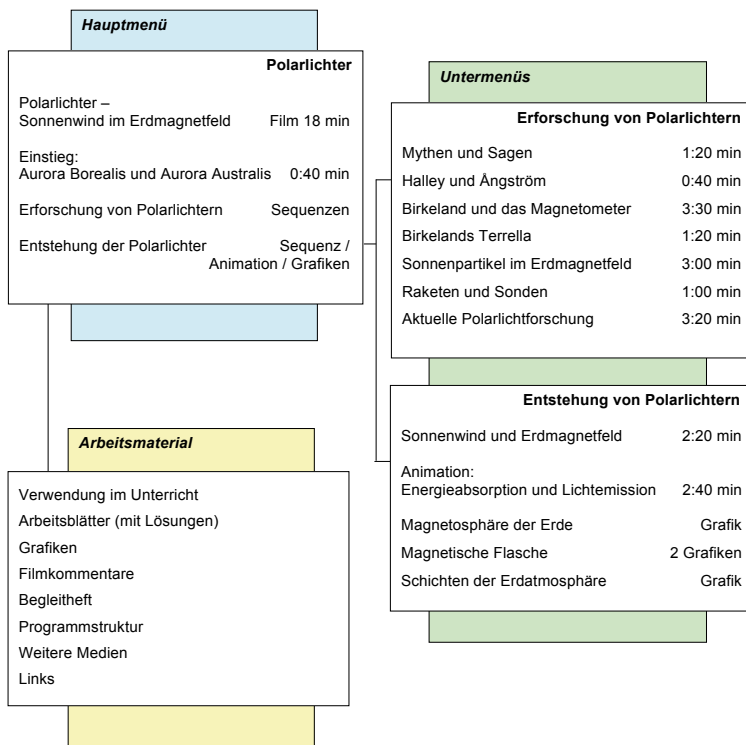 Hauptmenü
Polarlichter
Polarlichter –
Sonnenwind im Erdmagnetfeld Film 18 min
Einstieg:
Aurora Borealis und Aurora Australis 0:40 min
Erforschung von Polarlichtern Sequenzen
Entstehung der Polarlichter Sequenz /
Animation / Grafiken
Untermenüs
Erforschung von Polarlichtern
Mythen und Sagen 1:20 min
Halley und Ångström 0:40 min
Birkeland und das Magnetometer 3:30 min
Birkelands Terrella 1:20 min
Sonnenpartikel im Erdmagnetfeld 3:00 min
Raketen und Sonden 1:00 min
Aktuelle Polarlichtforschung 3:20 min
Entstehung von Polarlichtern
Sonnenwind und Erdmagnetfeld 2:20 min
Animation:
Energieabsorption und Lichtemission 2:40 min
Magnetosphäre der Erde Grafik
Magnetische Flasche 2 Grafiken
Schichten der Erdatmosphäre Grafik
Arbeitsmaterial
Verwendung im Unterricht
Arbeitsblätter (mit Lösungen)
Grafiken
Filmkommentare
Begleitheft
Programmstruktur
Weitere Medien
Links